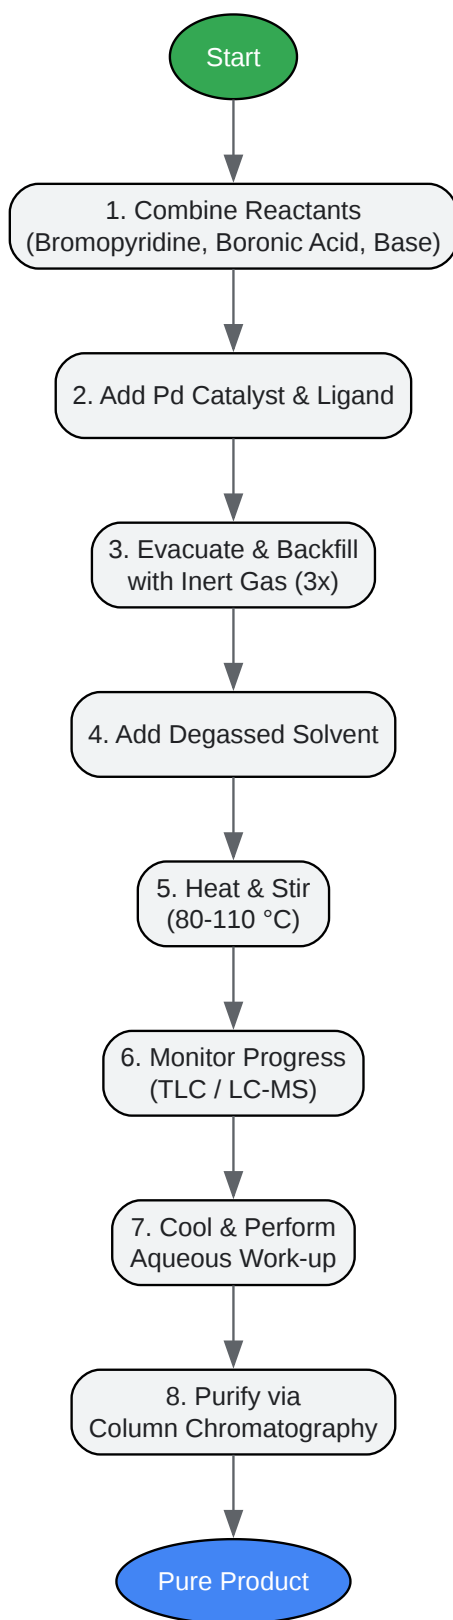 Start
1. Combine Reactants
(Bromopyridine, Boronic Acid, Base)
2. Add Pd Catalyst & Ligand
3. Evacuate & Backfill
with Inert Gas (3x)
4. Add Degassed Solvent
5. Heat & Stir
(80-110 °C)
6. Monitor Progress
(TLC / LC-MS)
7. Cool & Perform
Aqueous Work-up
8. Purify via
Column Chromatography
Pure Product